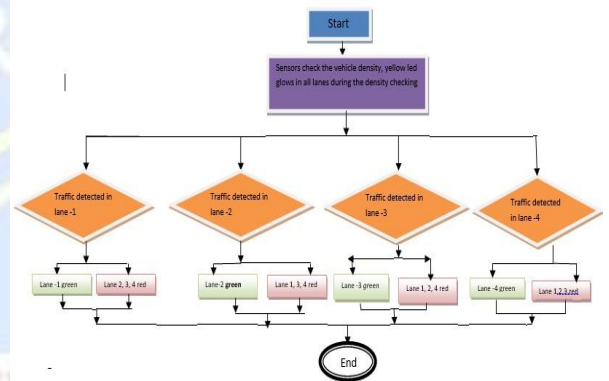 Start
Sensors check the vehicle density, yellow led
glows in all lanes during the density checking
Traffic detected in
lane -1
Traffic detected in
lane -2
Traffic detected in
lane -3
Traffic detected
in lane -4
Lane -1 green
Lane 2, 3, 4 red
Lane-2 green
Lane 1, 3, 4 red
Lane -3 green
Lane 1, 2, 4 red
Lane -4 green
Lane 1,2,3,red
End